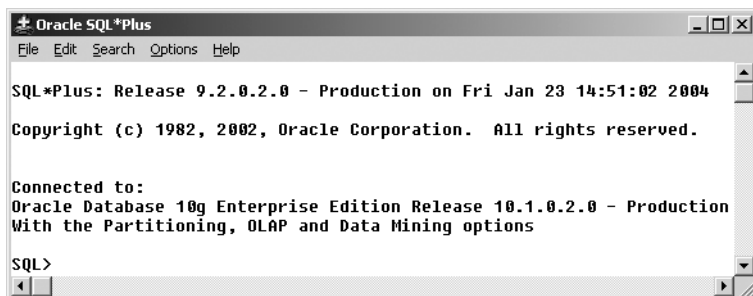 Oracle SQL*Plus
File Edit Search Options Help
SQL*Plus: Release 9.2.0.2.0 - Production on Fri Jan 23 14:51:02 2004
Copyright (c) 1982, 2002, Oracle Corporation.  All rights reserved.
Connected to:
Oracle Database 10g Enterprise Edition Release 10.1.0.2.0 - Production
With the Partitioning, OLAP and Data Mining options
SQL>